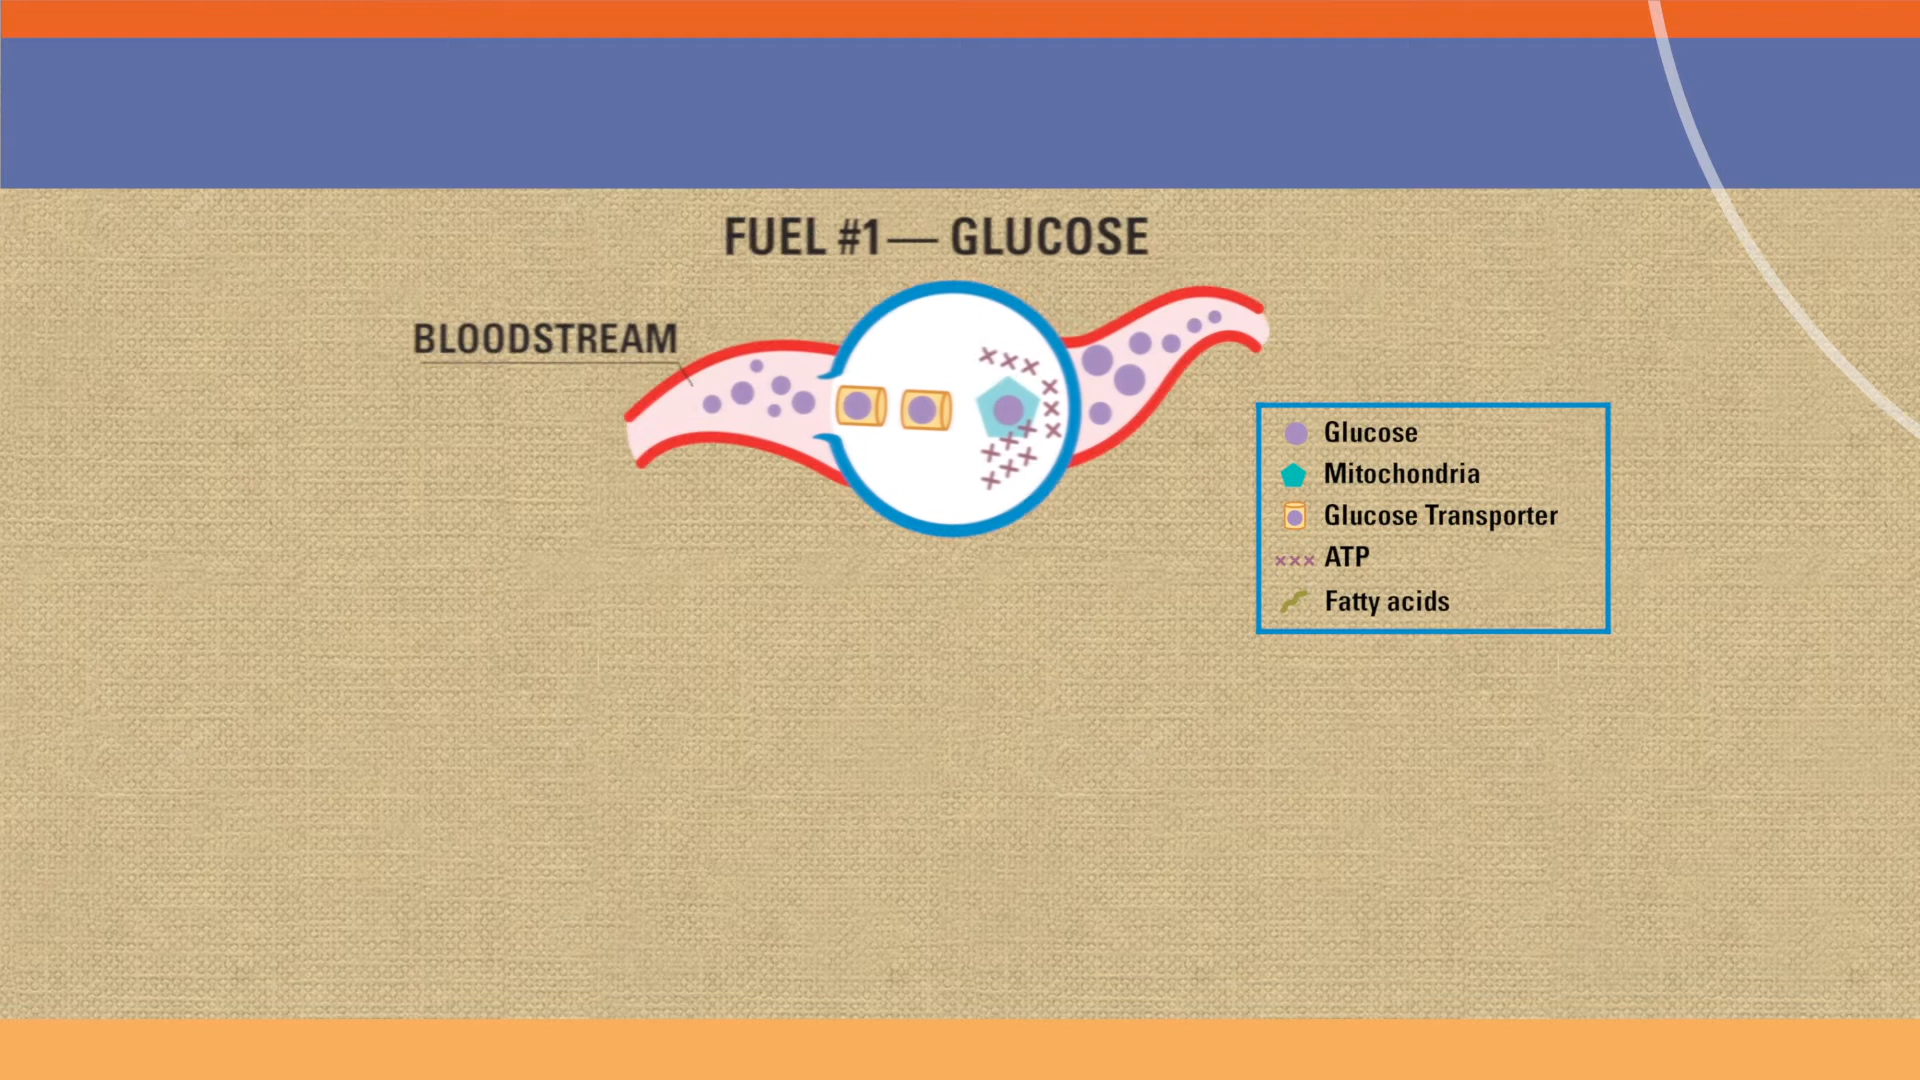 FUEL #1— GLUCOSE
BLOODSTREAM
Glucose
Mitochondria
Glucose Transporter
ATP
Fatty acids